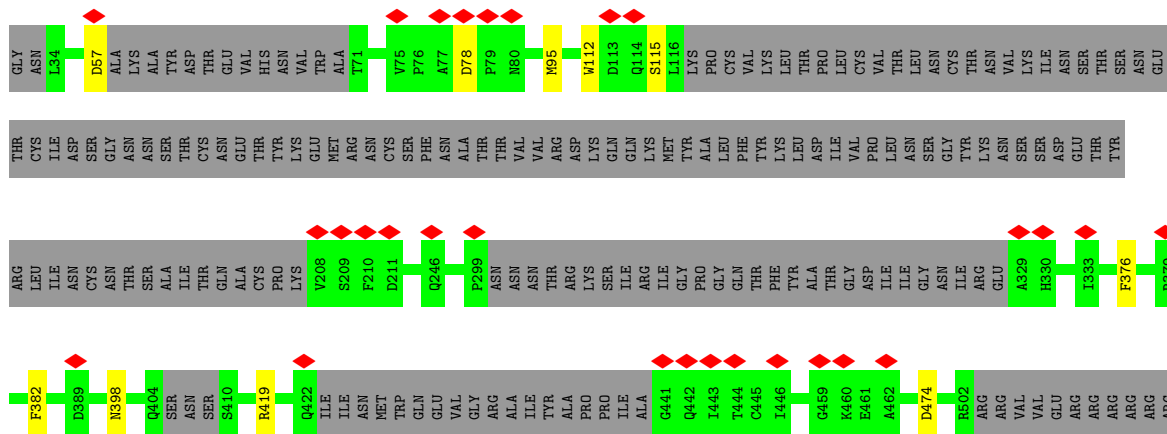 GLY ASN L34 D57 ALA LYS ALA TYR ASP THR GLU VAL HIS ASN VAL TRP ALA T71 V75 P76 A77 D78 P79 N80 M95 W112 D113 Q114 S115 L116 LYS PRO CYS VAL LYS LEU THR PRO LEU CYS VAL THR LEU ASN CYS THR ASN VAL LYS ILE ASN SER THR SER ASN GLU
THR CYS ILE ASP SER GLY ASN ASN SER THR CYS ASN GLU THR TYR LYS GLU MET ARG ASN CYS SER PHE ASN ALA THR THR VAL VAL ARG ASP LYS GLN GLN LYS MET TYR ALA LEU PHE TYR LYS LEU ASP ILE VAL PRO LEU ASN SER GLY TYR LYS ASN SER SER ASP GLU THR TYR
ARG LEU ILE ASN CYS ASN THR SER ALA ILE THR GLN ALA CYS PRO LYS V208 S209 F210 D211 Q246 P299 ASN ASN ASN THR ARG LYS SER ILE ARG ILE GLY PRO GLY GLN THR PHE TYR ALA THR GLY ASP ILE ILE GLY ASN ILE ARG GLU A329 H330 I333 F376
F382 D389 N398 Q404 SER ASN SER S410 R419 Q422 ILE ILE ASN MET TRP GLN GLU VAL GLY ARG ALA ILE TYR ALA PRO PRO ILE ALA G441 Q442 I443 T444 C445 I446 G459 K460 E461 A462 D474 R502 ARG ARG VAL VAL GLU ARG ARG ARG ARG ARG